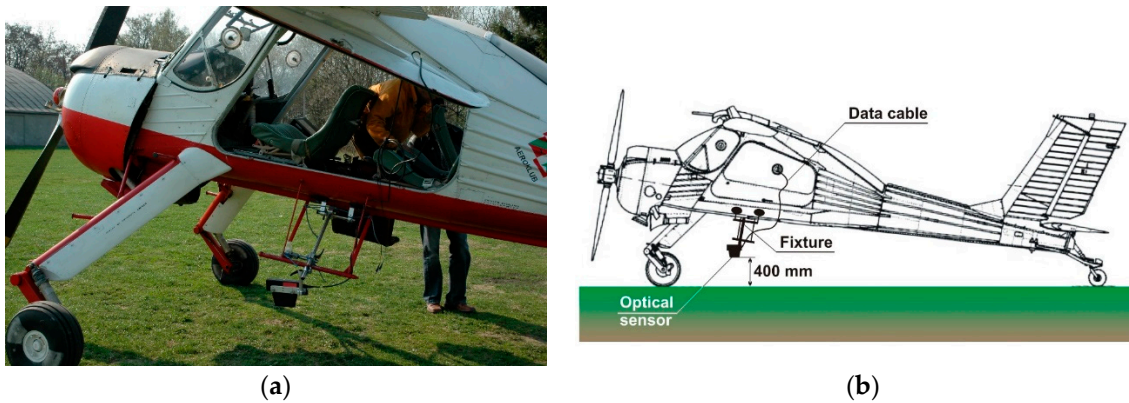 AEROKLUB
Data cable
Fixture
400 mm
Optical
sensor
(a)
(b)